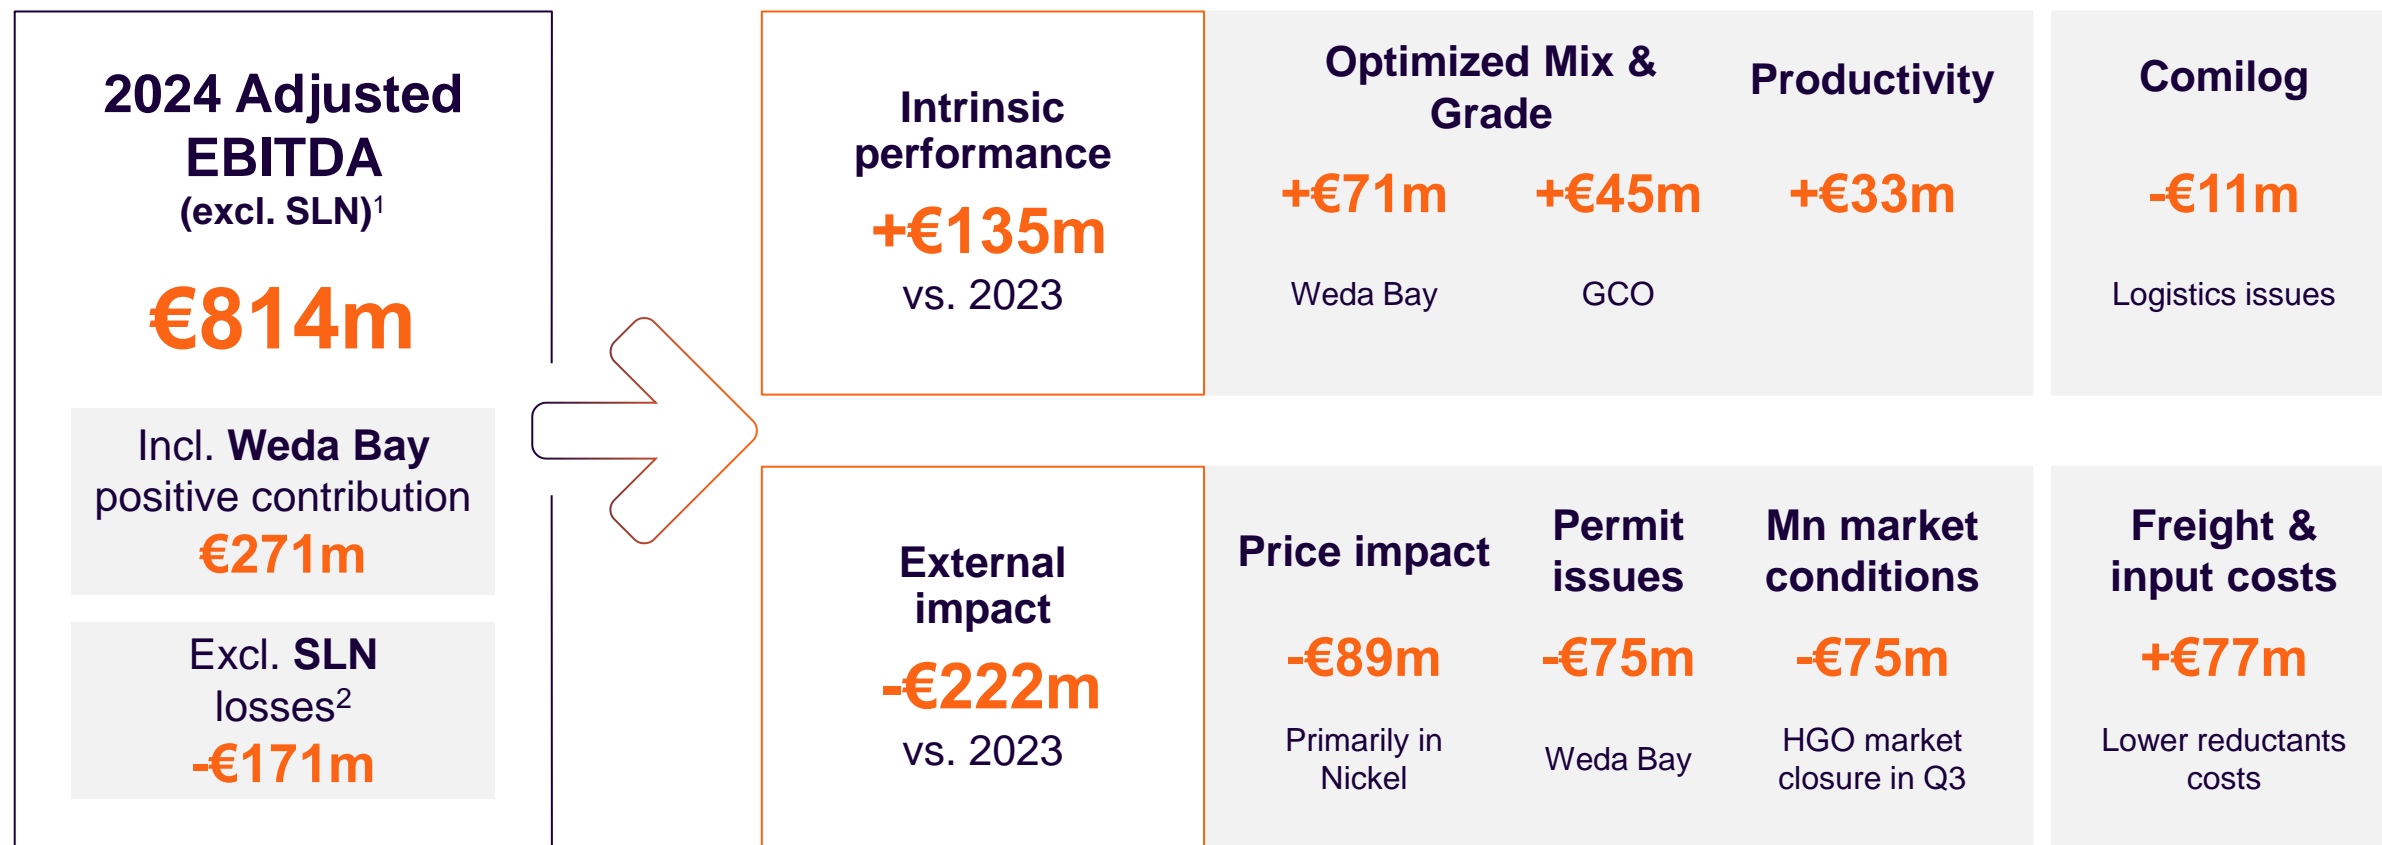 2024 Adjusted
EBITDA
(excl. SLN)¹
€814m
Incl. Weda Bay
positive contribution
€271m
Excl. SLN
losses²
-€171m
Intrinsic
performance
+€135m
vs. 2023
Optimized Mix &
Grade
+€71m
Weda Bay
+€45m
GCO
Productivity
+€33m
Comilog
-€11m
Logistics issues
External
impact
-€222m
vs. 2023
Price impact
-€89m
Primarily in
Nickel
Permit
issues
-€75m
Weda Bay
Mn market
conditions
-€75m
HGO market
closure in Q3
Freight &
input costs
+€77m
Lower reductants
costs